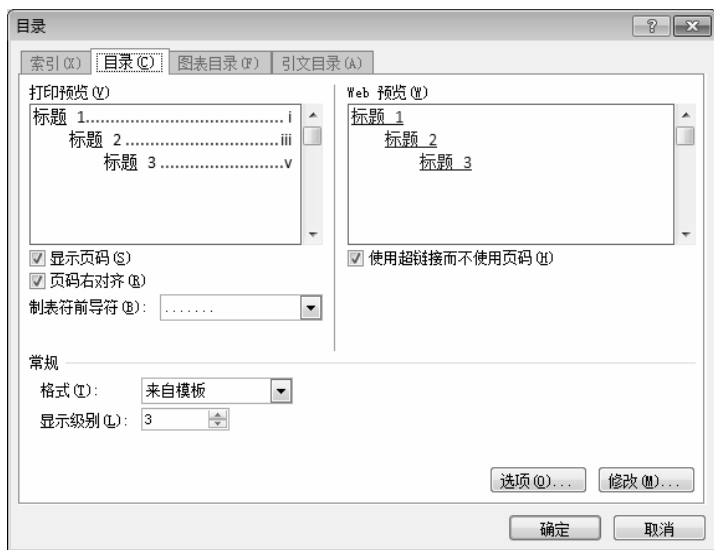 目录
索引(X) 目录(C) 图表目录(F) 引文目录(A)
打印预览(V)
标题 1.......................................... i
标题 2 ................................. iii
标题 3 ..........................v
Web 预览(W)
标题 1
标题 2
标题 3
显示页码(S)
页码右对齐(R)
制表符前导符(B): .......
使用超链接而不使用页码(H)
常规
格式(T): 来自模板
显示级别(L): 3
选项(O)... 修改(M)...
确定 取消